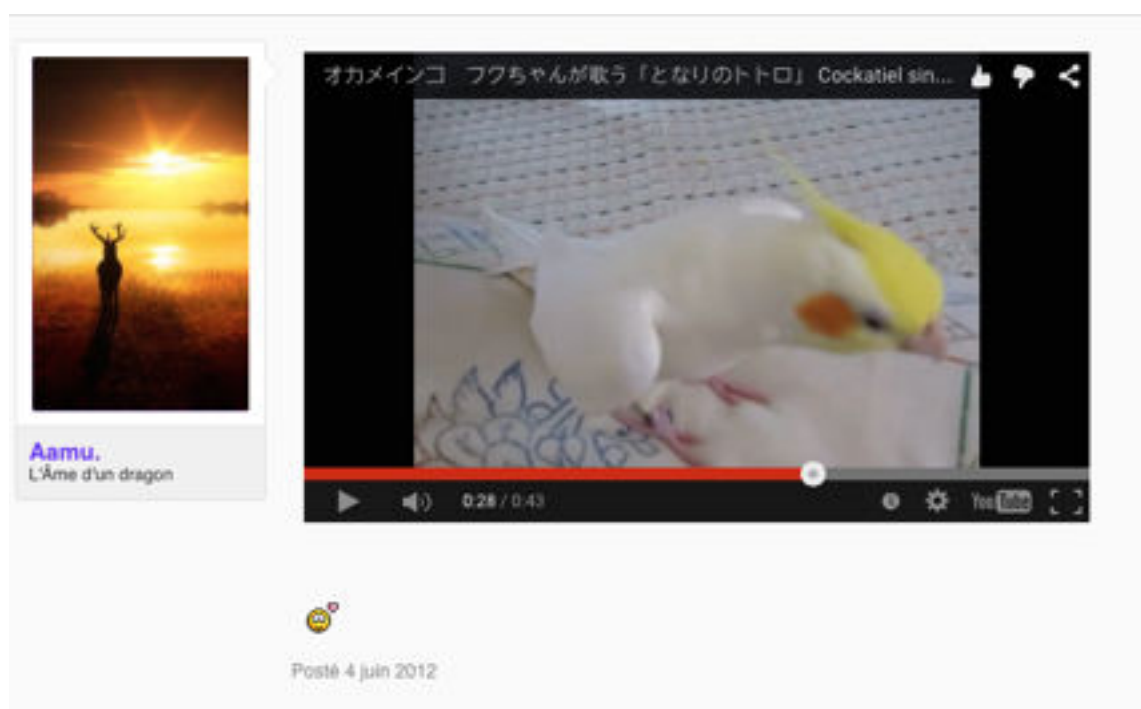 オカメインコ フクちゃんが歌う「となりのトトロ」 Cockatiel sin...
Aamu.
L'Âme d'un dragon
0:28 / 0:43
YouTube
Posté 4 juin 2012